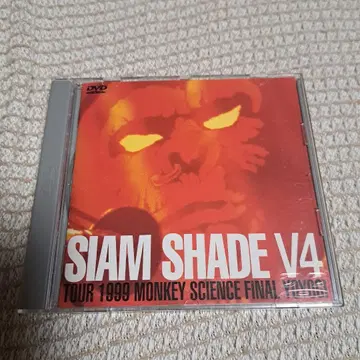 DVD
SIAM SHADE V4
TOUR 1999 MONKEY SCIENCE FINAL YOYOGI